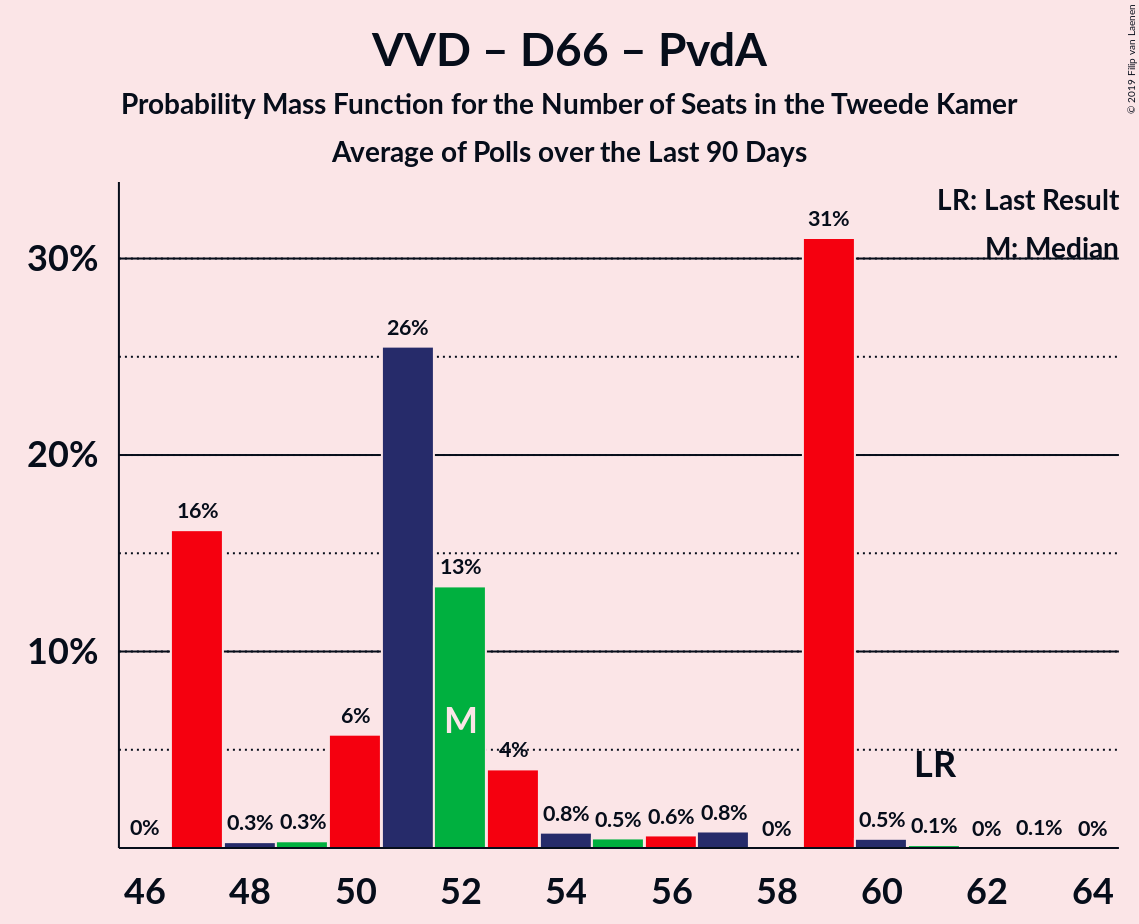 © 2019 Filip van Laenen
VVD – D66 – PvdA
Probability Mass Function for the Number of Seats in the Tweede Kamer
Average of Polls over the Last 90 Days
LR: Last Result
M: Median
30%
20%
10%
0%
16%
0.3%
0.3%
6%
26%
13%
4%
0.8%
0.5%
0.6%
0.8%
0%
31%
0.5%
0.1%
0%
0.1%
0%
M
LR
46 48 50 52 54 56 58 60 62 64